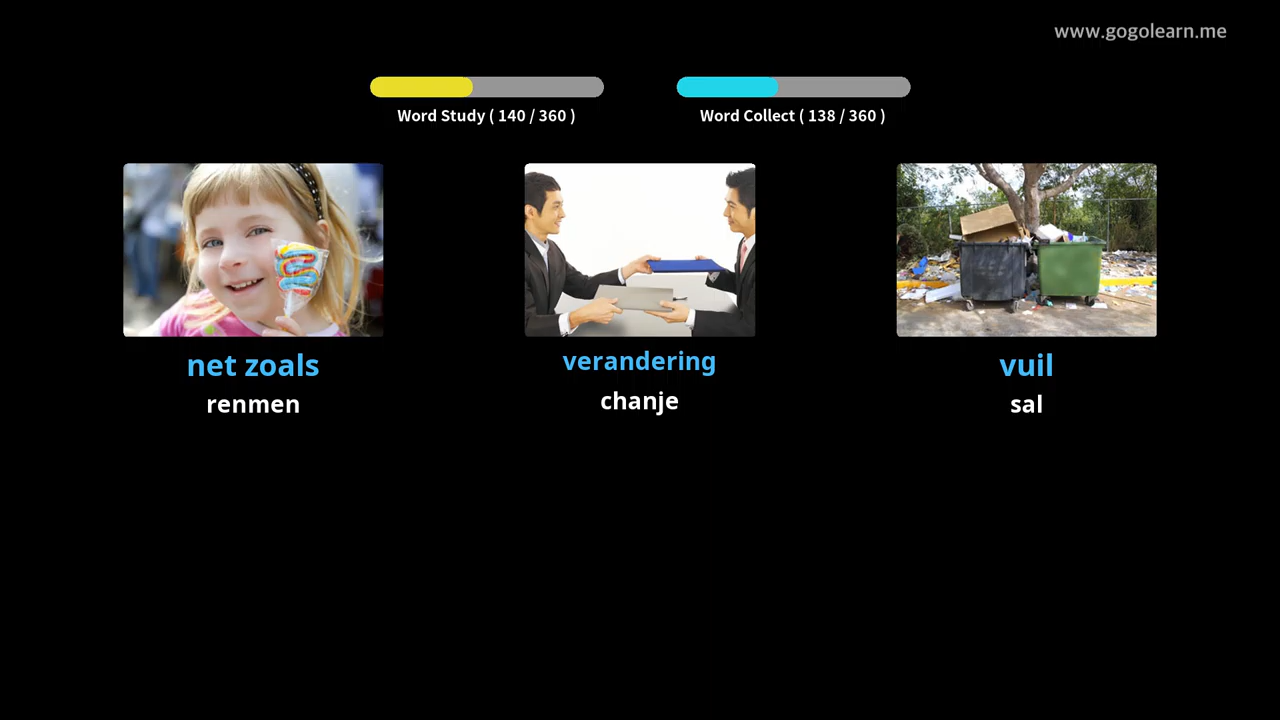 www.gogolearn.me
Word Study ( 140 / 360 )
Word Collect ( 138 / 360 )
net zoals
renmen
verandering
chanje
vuil
sal